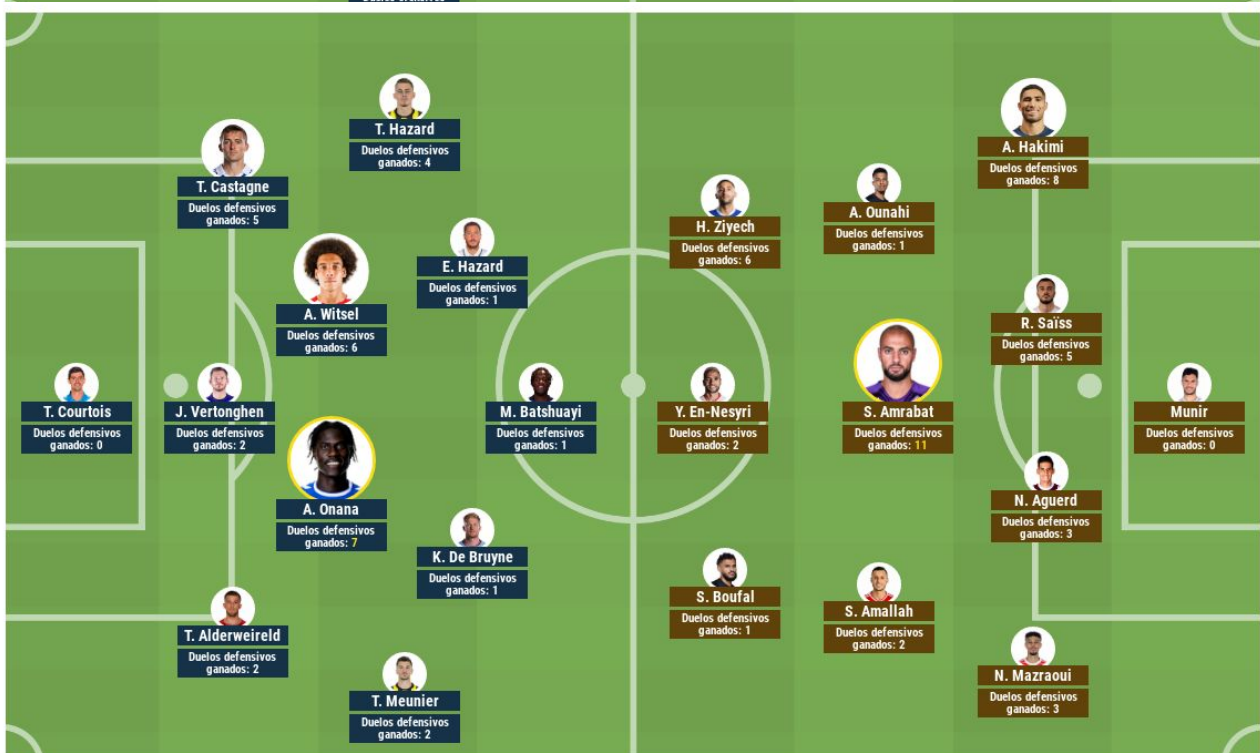 Duelos defensivos
T. Hazard
Duelos defensivos
ganados: 4
T. Castagne
Duelos defensivos
ganados: 5
E. Hazard
Duelos defensivos
ganados: 1
A. Witsel
Duelos defensivos
ganados: 6
T. Courtois
Duelos defensivos
ganados: 0
J. Vertonghen
Duelos defensivos
ganados: 2
M. Batshuayi
Duelos defensivos
ganados: 1
A. Onana
Duelos defensivos
ganados: 7
K. De Bruyne
Duelos defensivos
ganados: 1
T. Alderweireld
Duelos defensivos
ganados: 2
T. Meunier
Duelos defensivos
ganados: 2
A. Hakimi
Duelos defensivos
ganados: 8
H. Ziyech
Duelos defensivos
ganados: 6
A. Ounahi
Duelos defensivos
ganados: 1
R. Saïss
Duelos defensivos
ganados: 5
Y. En-Nesyri
Duelos defensivos
ganados: 2
S. Amrabat
Duelos defensivos
ganados: 11
Munir
Duelos defensivos
ganados: 0
N. Aguerd
Duelos defensivos
ganados: 3
S. Boufal
Duelos defensivos
ganados: 1
S. Amallah
Duelos defensivos
ganados: 2
N. Mazraoui
Duelos defensivos
ganados: 3